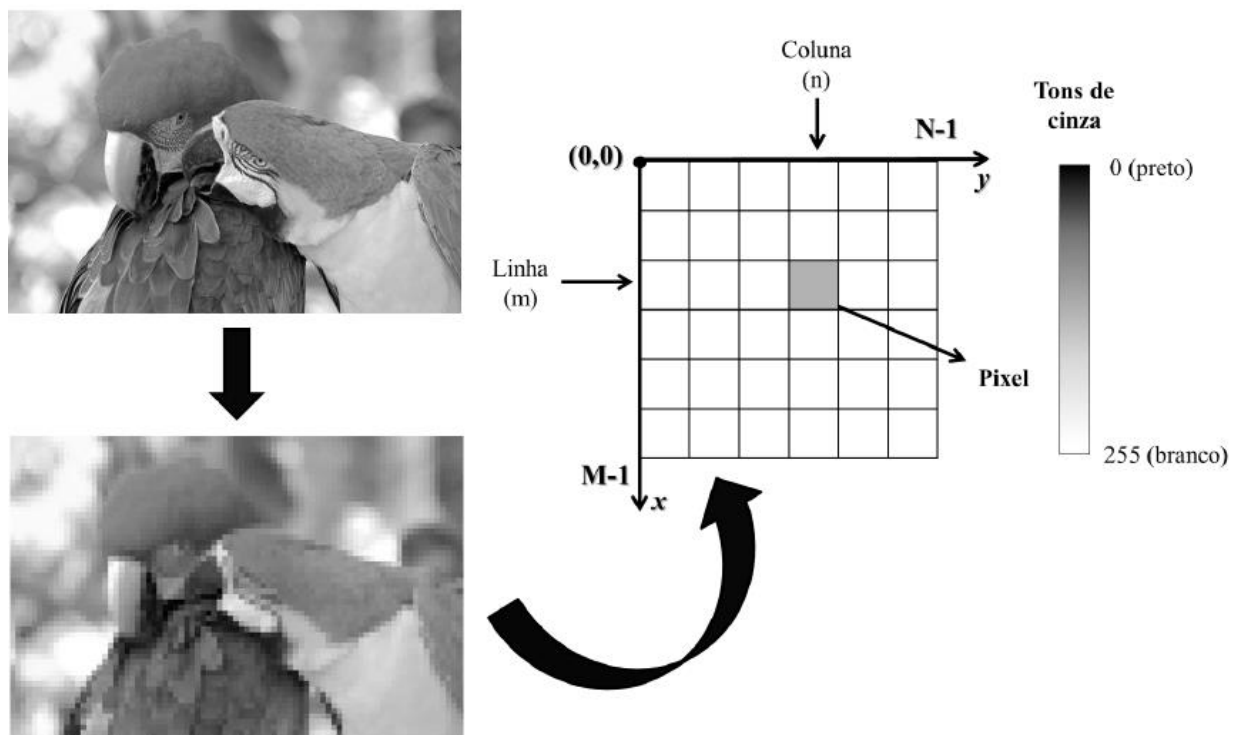 Coluna
(n)
Tons de
cinza
N-1
(0,0)
y
0 (preto)
Linha
(m)
Pixel
M-1
x
255 (branco)